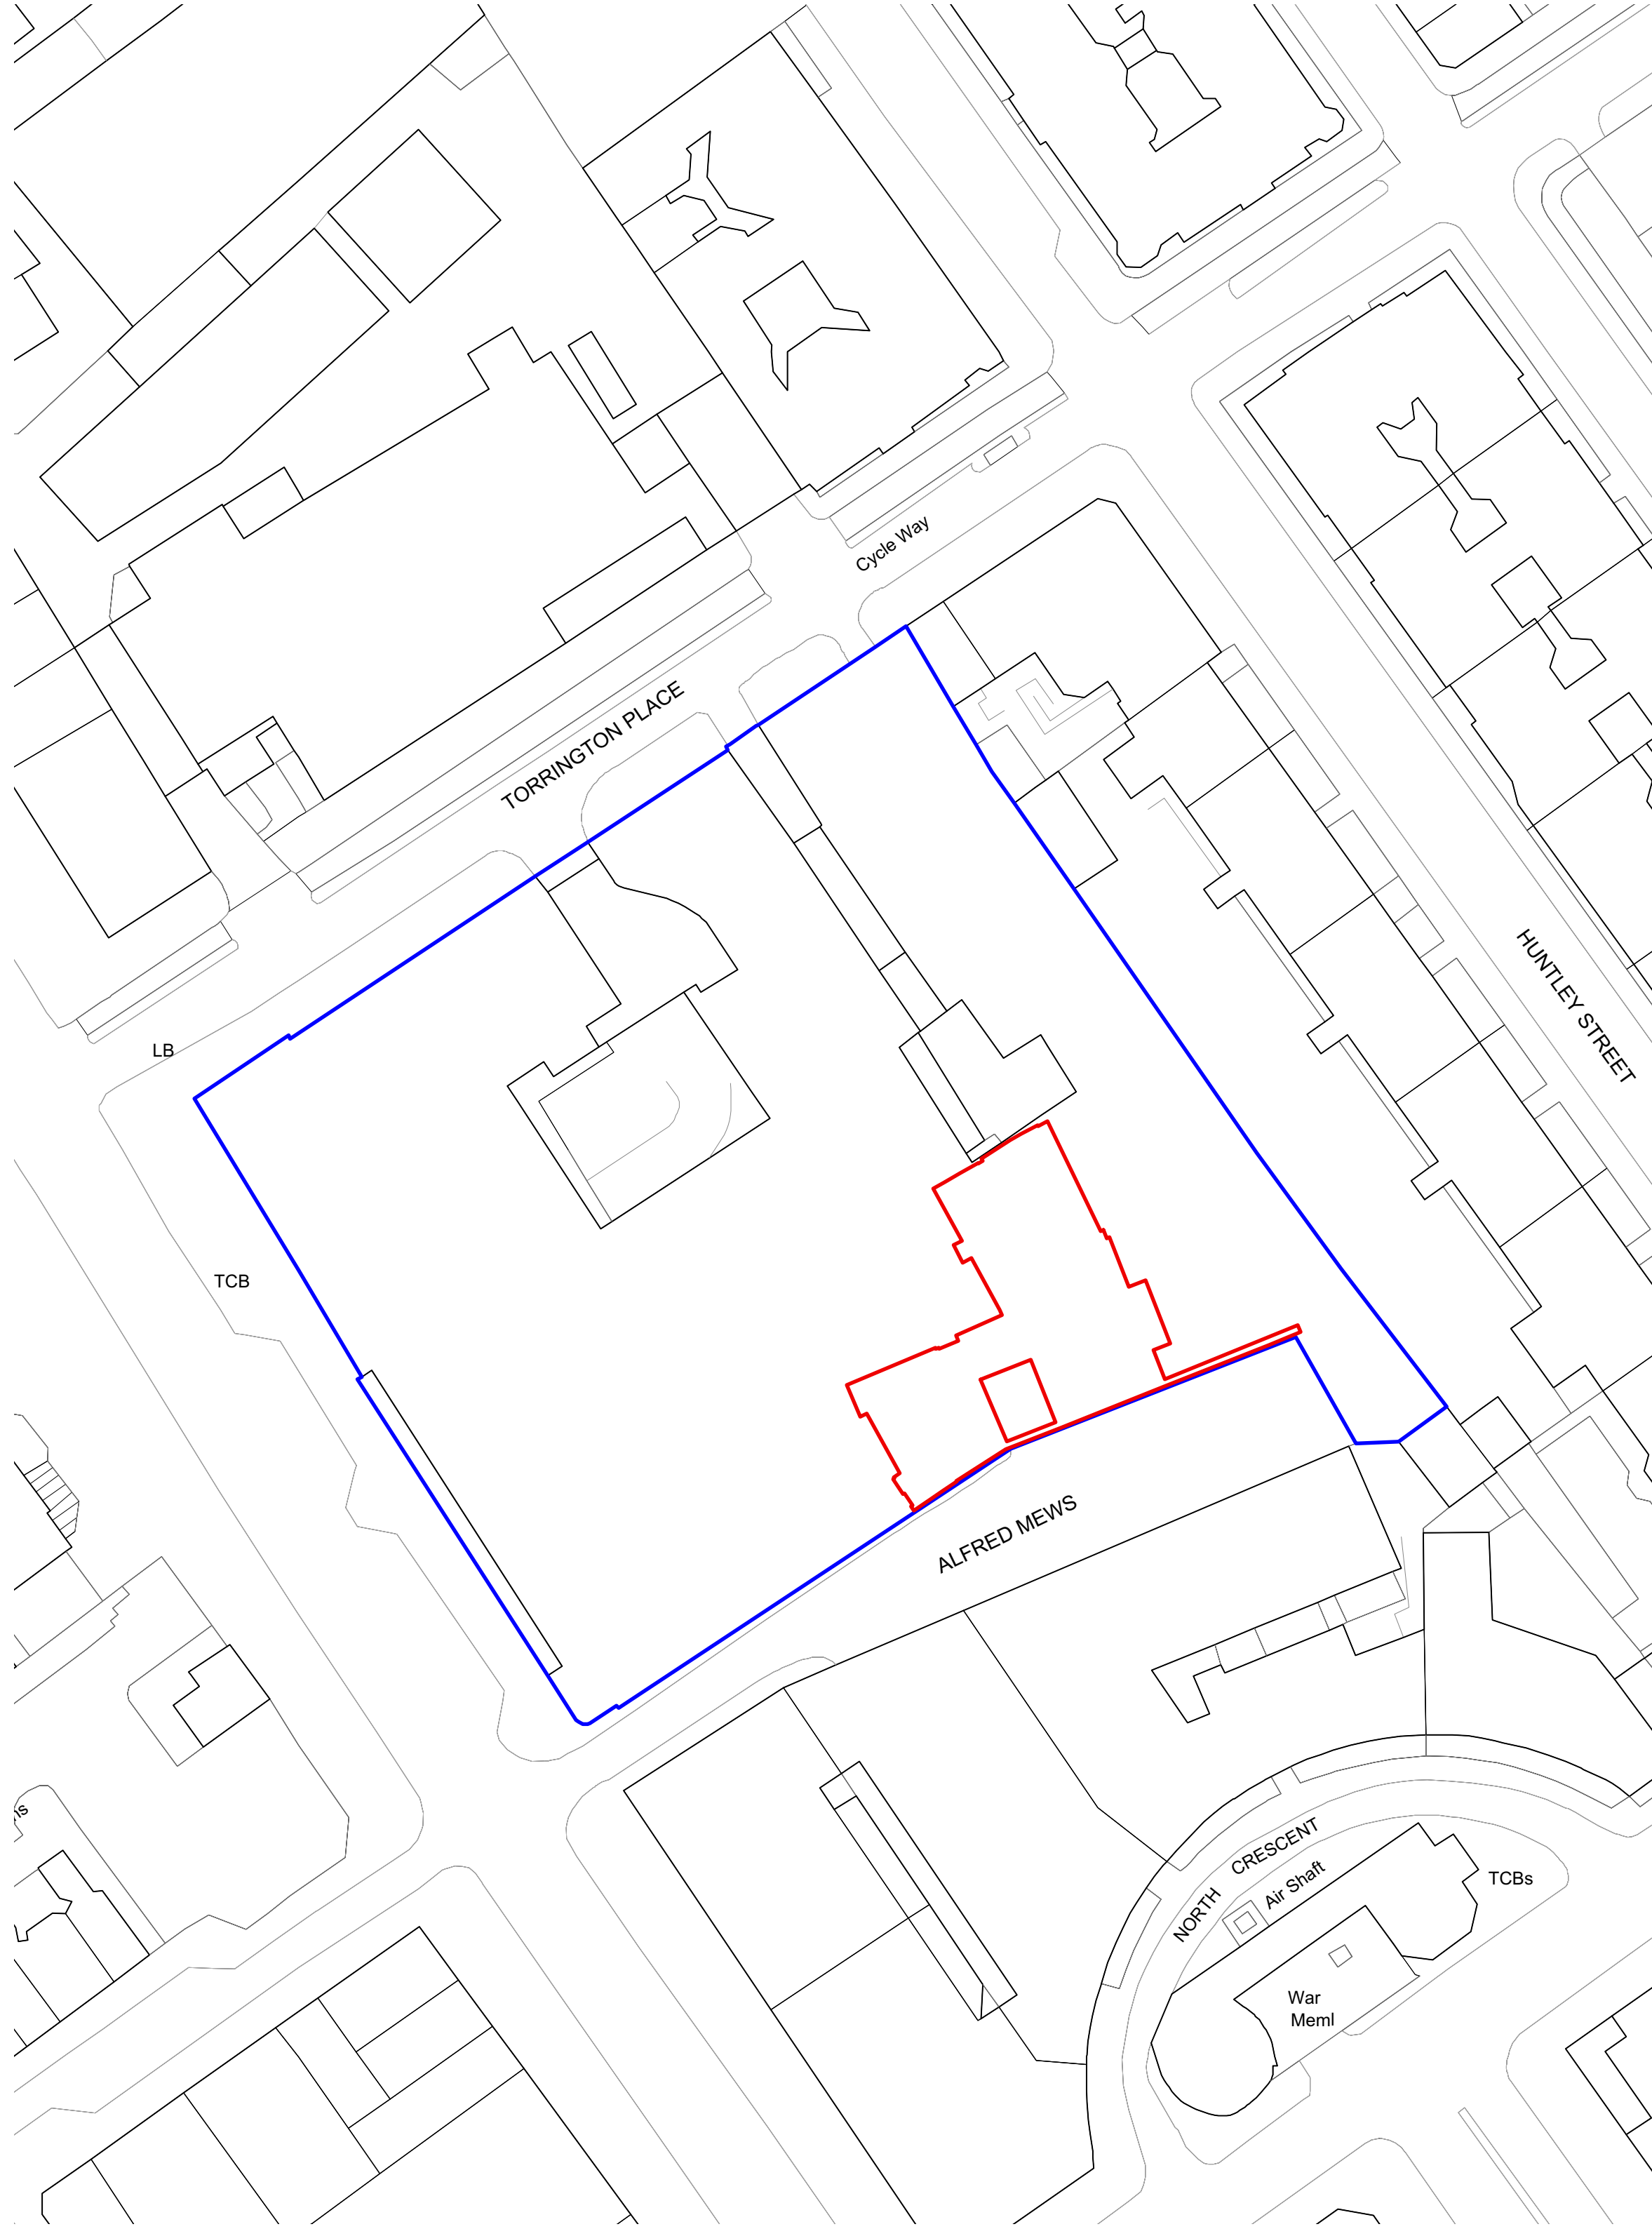 Cycle Way
TORRINGTON PLACE
HUNTLEY STREET
LB
TCB
ALFRED MEWS
NORTH CRESCENT
Air Shaft
TCBs
War
Meml